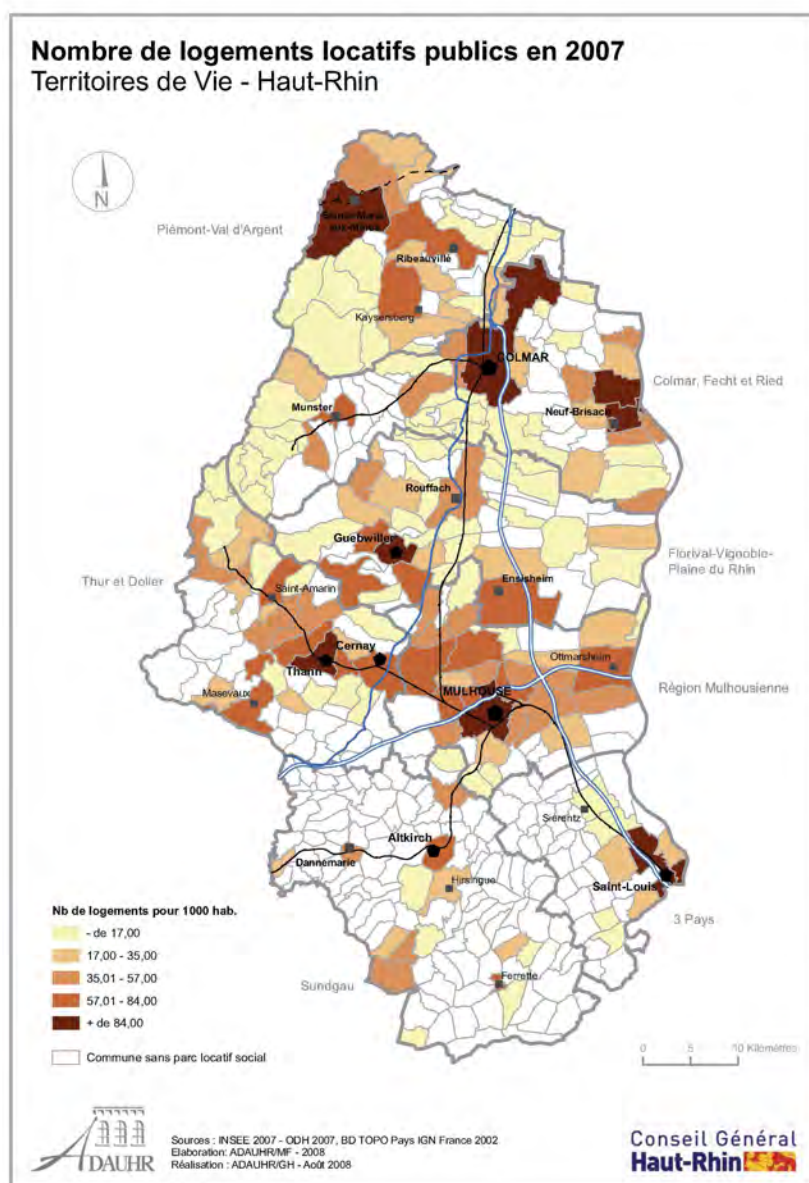 Nombre de logements locatifs publics en 2007
Territoires de Vie - Haut-Rhin
N
Piémont-Val d'Argent
Sainte-Marie
aux-mines
Ribeauvillé
Kaysersberg
COLMAR
Colmar, Fecht et Ried
Munster
Neuf-Brisach
Rouffach
Guebwiller
Florival-Vignoble-
Plaine du Rhin
Thur et Doller
Saint-Amarin
Ensisheim
Cernay
Thann
Ottmarsheim
MULHOUSE
Région Mulhousienne
Masevaux
Sierentz
Altkirch
Dannemarie
Hirsingue
Saint-Louis
3 Pays
Nb de logements pour 1000 hab.
- de 17,00
17,00 - 35,00
35,01 - 57,00
57,01 - 84,00
+ de 84,00
Commune sans parc locatif social
Sundgau
Ferrette
0 5 10 Kilomètres
ADAUHR
Sources : INSEE 2007 - ODH 2007, BD TOPO Pays IGN France 2002
Elaboration: ADAUHR/MF - 2008
Réalisation : ADAUHR/GH - Août 2008
Conseil Général
Haut-Rhin